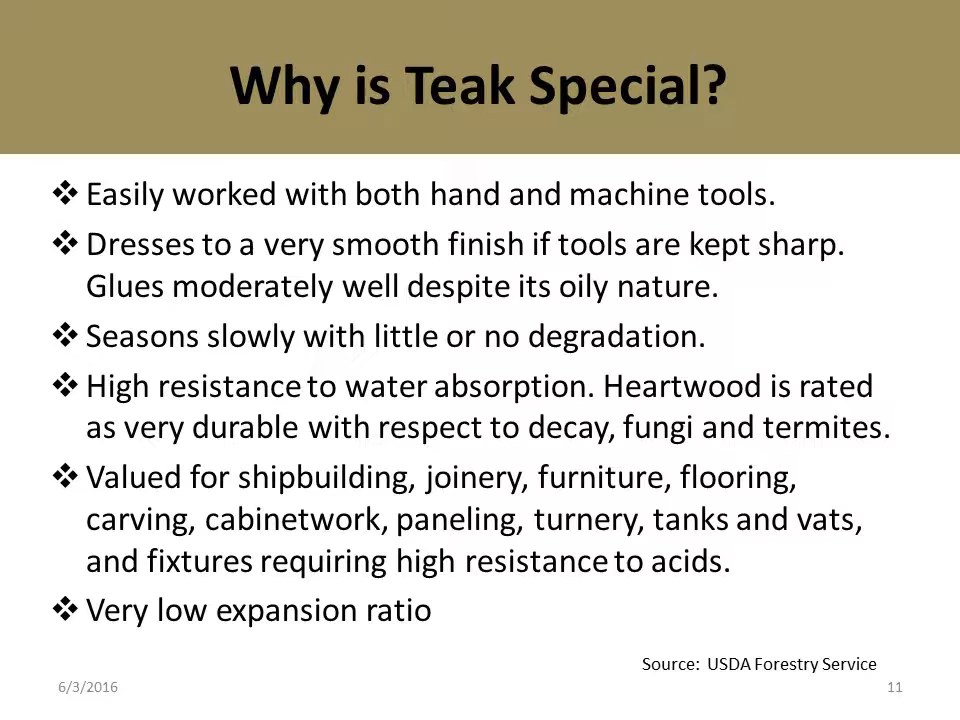 Why is Teak Special?
❖ Easily worked with both hand and machine tools.
❖ Dresses to a very smooth finish if tools are kept sharp.
Glues moderately well despite its oily nature.
❖ Seasons slowly with little or no degradation.
❖ High resistance to water absorption. Heartwood is rated
as very durable with respect to decay, fungi and termites.
❖ Valued for shipbuilding, joinery, furniture, flooring,
carving, cabinetwork, paneling, turnery, tanks and vats,
and fixtures requiring high resistance to acids.
❖ Very low expansion ratio
Source: USDA Forestry Service
6/3/2016
11